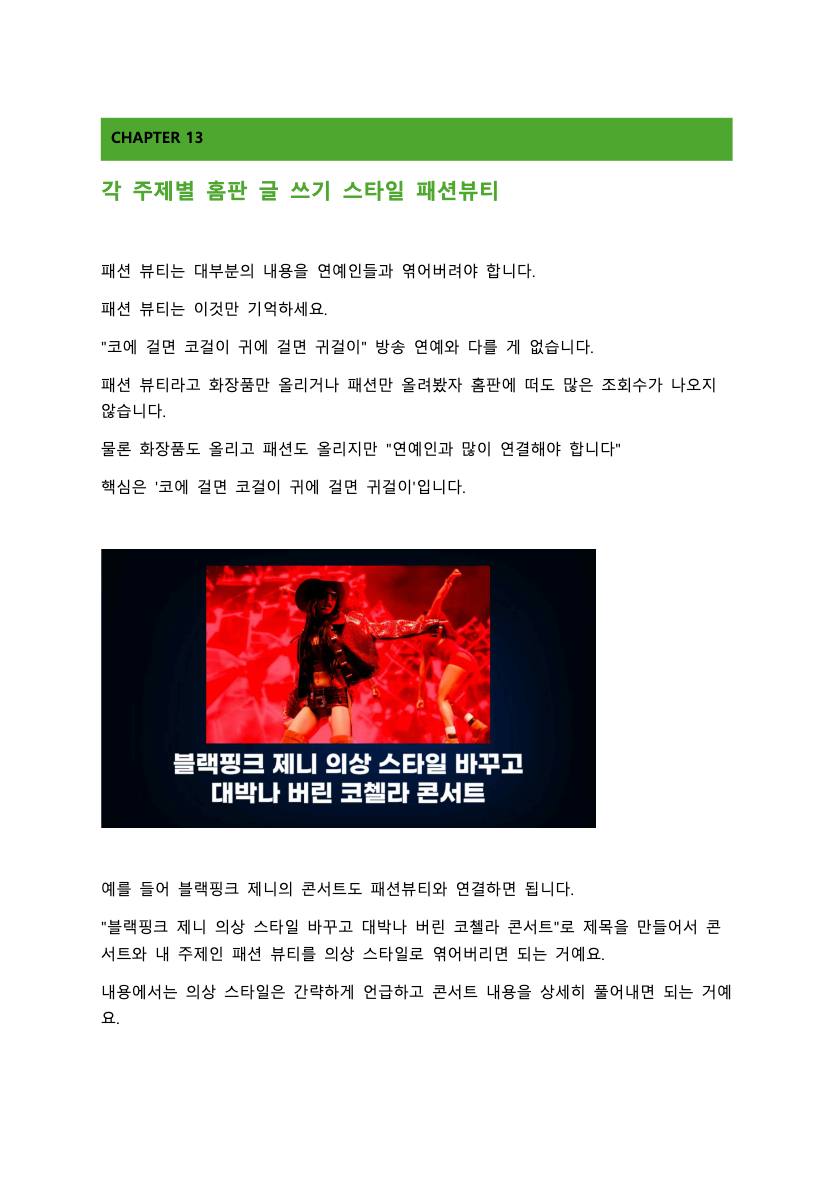 CHAPTER 13
각 주제별 홈판 글 쓰기 스타일 패션뷰티
패션 뷰티는 대부분의 내용을 연예인들과 엮어버려야 합니다.
패션 뷰티는 이것만 기억하세요.
"코에 걸면 코걸이 귀에 걸면 귀걸이" 방송 연예와 다를 게 없습니다.
패션 뷰티라고 화장품만 올리거나 패션만 올려봤자 홈판에 떠도 많은 조회수가 나오지
않습니다.
물론 화장품도 올리고 패션도 올리지만 "연예인과 많이 연결해야 합니다"
핵심은 '코에 걸면 코걸이 귀에 걸면 귀걸이'입니다.
블랙핑크 제니 의상 스타일 바꾸고
대박나 버린 코첼라 콘서트
예를 들어 블랙핑크 제니의 콘서트도 패션뷰티와 연결하면 됩니다.
"블랙핑크 제니 의상 스타일 바꾸고 대박나 버린 코첼라 콘서트"로 제목을 만들어서 콘
서트와 내 주제인 패션 뷰티를 의상 스타일로 엮어버리면 되는 거예요.
내용에서는 의상 스타일은 간략하게 언급하고 콘서트 내용을 상세히 풀어내면 되는 거예
요.